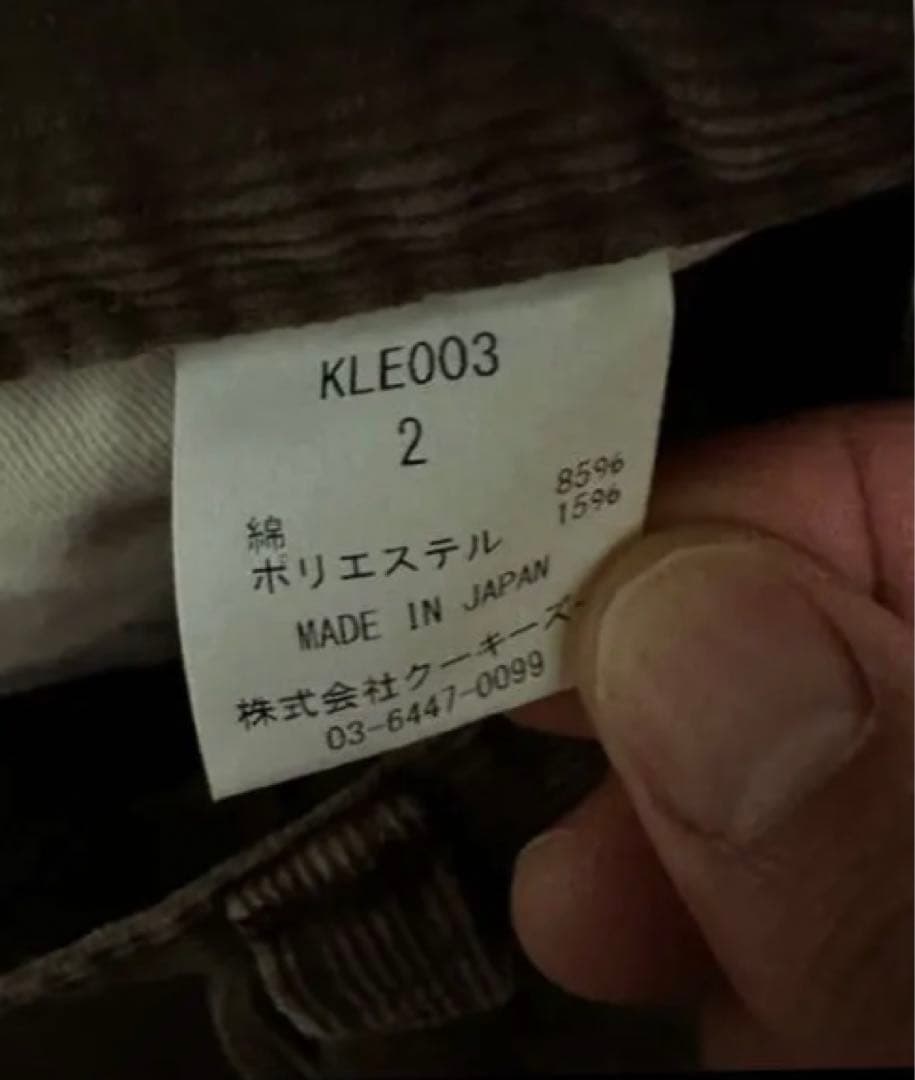 KLE003
2
綿 85%
ポリエステル 15%
MADE IN JAPAN
株式会社クーキーズ
03-6447-0099